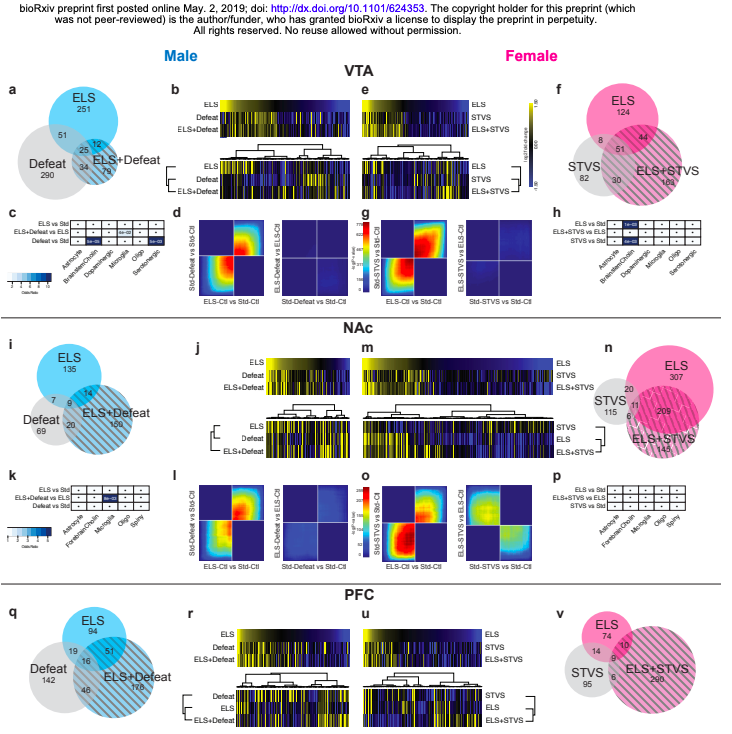 bioRxiv preprint first posted online May. 2, 2019; doi: http://dx.doi.org/10.1101/624353. The copyright holder for this preprint (which
was not peer-reviewed) is the author/funder, who has granted bioRxiv a license to display the preprint in perpetuity.
All rights reserved. No reuse allowed without permission.
Male
Female
VTA
a
ELS
251
51
12
25
Defeat
290
34
ELS+Defeat
79
b
ELS
Defeat
ELS+Defeat
ELS
Defeat
ELS+Defeat
e
ELS
STVS
ELS+STVS
ELS
STVS
ELS+STVS
f
ELS
124
8
44
51
STVS
82
30
ELS+STVS
163
c
ELS vs Std
ELS+Defeat vs ELS
Defeat vs Std
Astrocyte
BrainstemCholin
Dopaminergic
Microglia
Oligo
Serotonergic
Odds Ratio
d
Std-Defeat vs Std-Ctl
ELS-Ctl vs Std-Ctl
ELS-Defeat vs ELS-Ctl
Std-Defeat vs Std-Ctl
g
Std-STVS vs Std-Ctl
ELS-Ctl vs Std-Ctl
ELS-STVS vs ELS-Ctl
Std-STVS vs Std-Ctl
h
ELS vs Std
ELS+STVS vs ELS
STVS vs Std
Astrocyte
BrainstemCholin
Dopaminergic
Microglia
Oligo
Serotonergic
NAc
i
ELS
135
7
9
14
Defeat
69
20
ELS+Defeat
150
j
ELS
Defeat
ELS+Defeat
ELS
Defeat
ELS+Defeat
m
ELS
STVS
ELS+STVS
STVS
ELS
ELS+STVS
n
ELS
307
20
STVS
115
11
209
6
ELS+STVS
145
k
ELS vs Std
ELS+Defeat vs ELS
Defeat vs Std
Astrocyte
ForebrainCholin
Microglia
Oligo
Spiny
Odds Ratio
l
Std-Defeat vs Std-Ctl
ELS-Ctl vs Std-Ctl
ELS-Defeat vs ELS-Ctl
Std-Defeat vs Std-Ctl
o
Std-STVS vs Std-Ctl
ELS-Ctl vs Std-Ctl
ELS-STVS vs ELS-Ctl
Std-STVS vs Std-Ctl
p
ELS vs Std
ELS+STVS vs ELS
STVS vs Std
Astrocyte
ForebrainCholin
Microglia
Oligo
Spiny
PFC
q
ELS
94
19
51
16
Defeat
142
46
ELS+Defeat
176
r
ELS
Defeat
ELS+Defeat
Defeat
ELS
ELS+Defeat
u
ELS
STVS
ELS+STVS
STVS
ELS
ELS+STVS
v
ELS
74
14
10
9
STVS
95
6
ELS+STVS
290